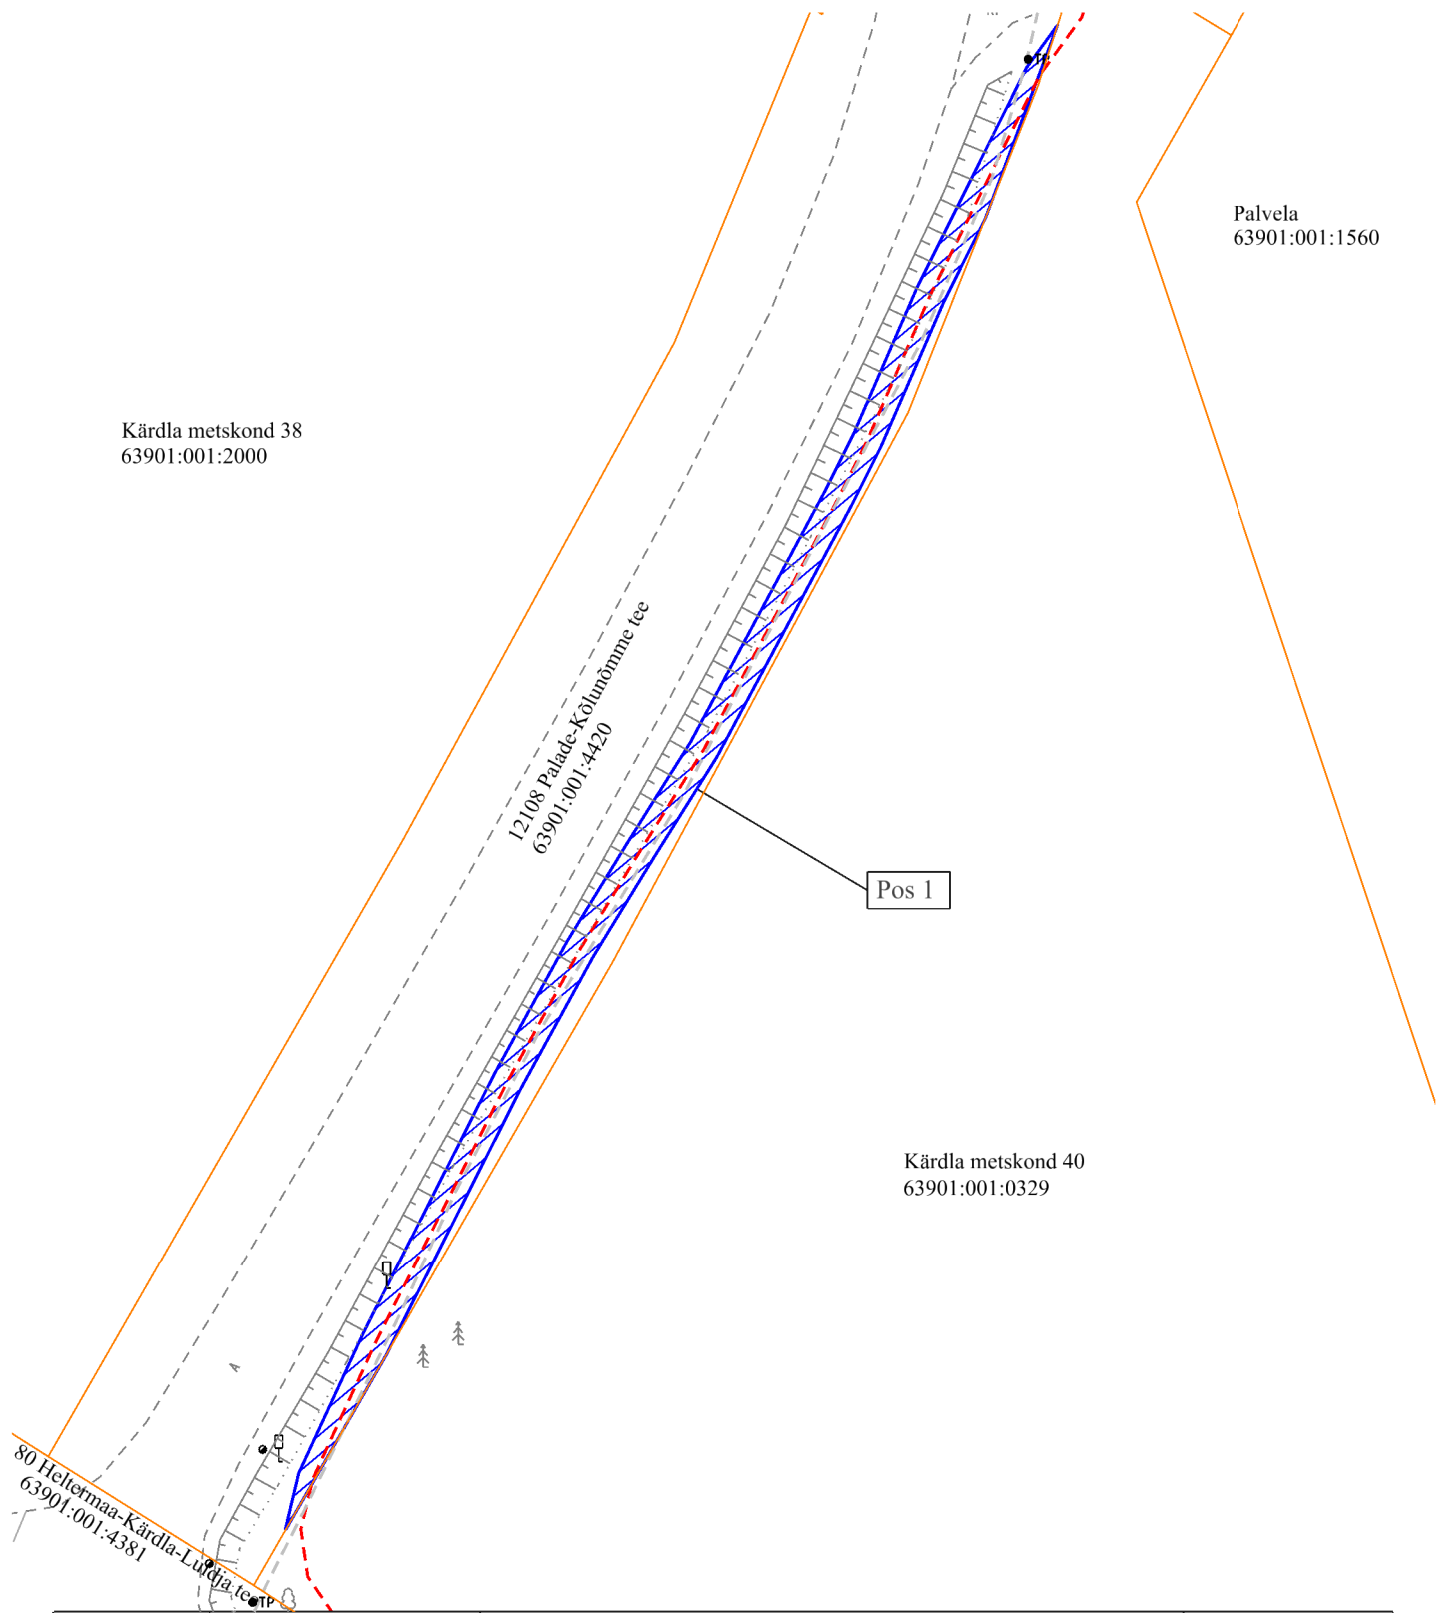 TP
Palvela
63901:001:1560
Kärdla metskond 38
63901:001:2000
12108 Palade-Kõlunõmme tee
63901:001:4420
Pos 1
Kärdla metskond 40
63901:001:0329
A
80 Heltermaa-Kärdla-Luidja tee
63901:001:4381
TP